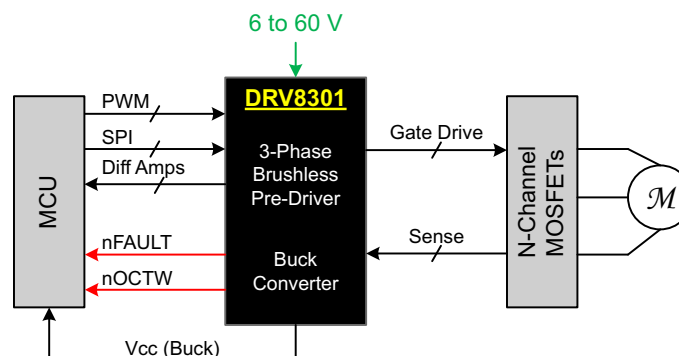 6 to 60 V
DRV8301
PWM
SPI
Diff Amps
3-Phase
Brushless
Pre-Driver
Gate Drive
MCU
N-Channel
MOSFETs
M
nFAULT
nOCTW
Buck
Converter
Sense
Vcc (Buck)